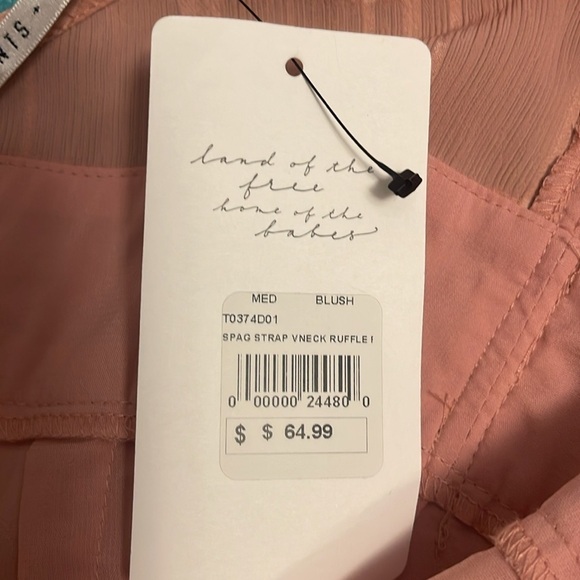 NTS +
land of the
free
home of the
babes
MED BLUSH
T0374D01
SPAG STRAP VNECK RUFFLE
0 00000 24480 0
$ $ 64.99